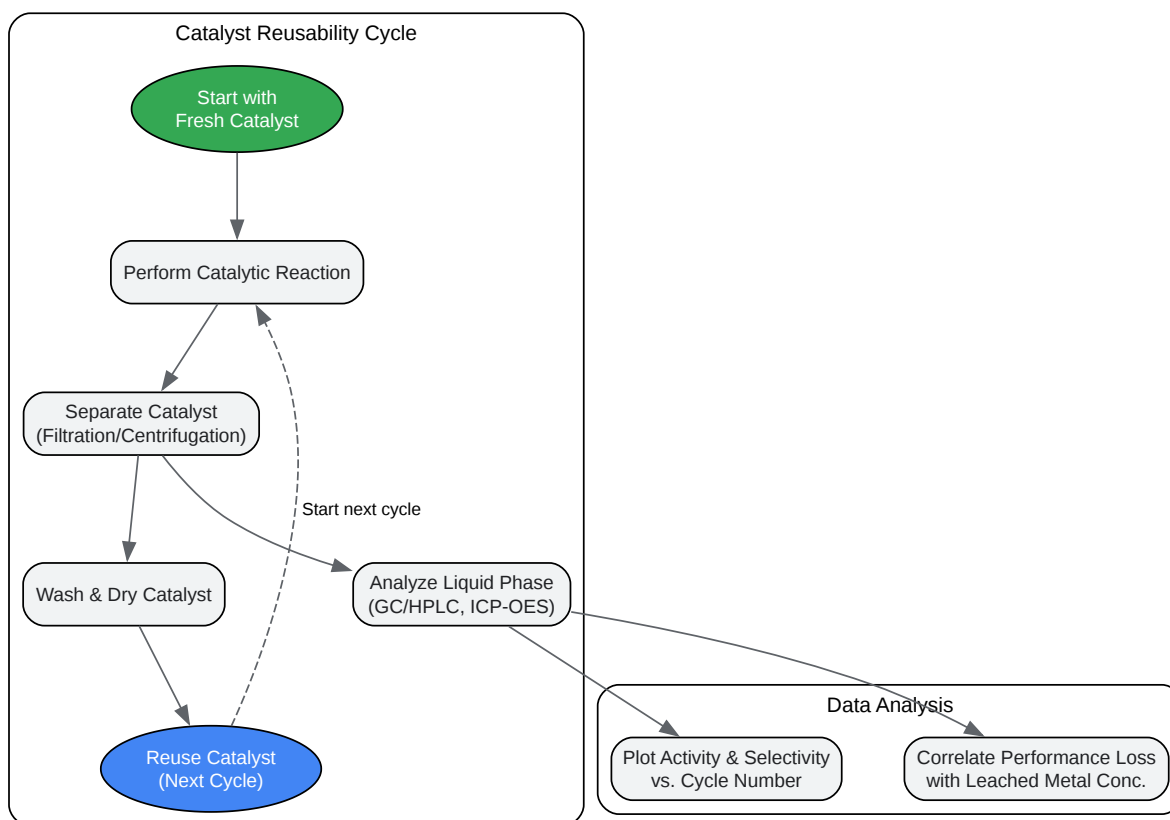 Catalyst Reusability Cycle
Start with
Fresh Catalyst
Perform Catalytic Reaction
Separate Catalyst
(Filtration/Centrifugation)
Start next cycle
Wash & Dry Catalyst
Analyze Liquid Phase
(GC/HPLC, ICP-OES)
Reuse Catalyst
(Next Cycle)
Data Analysis
Plot Activity & Selectivity
vs. Cycle Number
Correlate Performance Loss
with Leached Metal Conc.